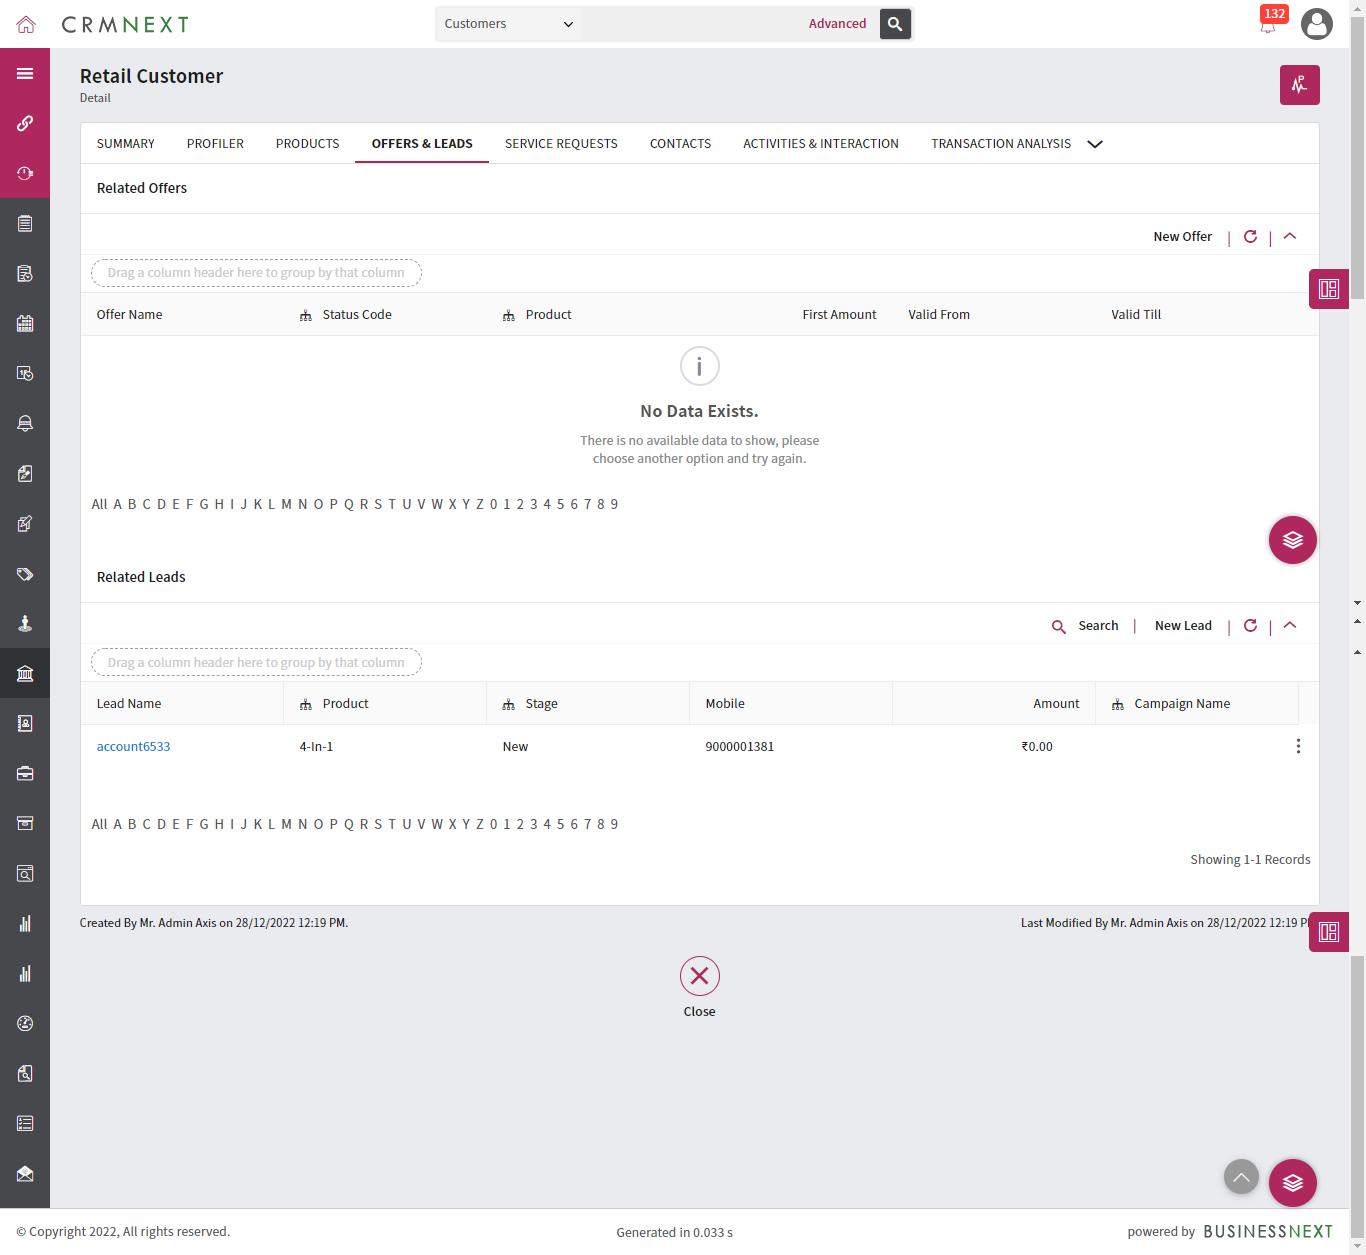 CRMNEXT
Customers
Advanced
132
Retail Customer
Detail
SUMMARY PROFILER PRODUCTS OFFERS & LEADS SERVICE REQUESTS CONTACTS ACTIVITIES & INTERACTION TRANSACTION ANALYSIS
Related Offers
New Offer
Drag a column header here to group by that column
Offer Name Status Code Product First Amount Valid From Valid Till
No Data Exists.
There is no available data to show, please
choose another option and try again.
All A B C D E F G H I J K L M N O P Q R S T U V W X Y Z 0 1 2 3 4 5 6 7 8 9
Related Leads
Search New Lead
Drag a column header here to group by that column
Lead Name Product Stage Mobile Amount Campaign Name
account6533 4-In-1 New 9000001381 ₹0.00
All A B C D E F G H I J K L M N O P Q R S T U V W X Y Z 0 1 2 3 4 5 6 7 8 9
Showing 1-1 Records
Created By Mr. Admin Axis on 28/12/2022 12:19 PM.
Last Modified By Mr. Admin Axis on 28/12/2022 12:19
Close
© Copyright 2022, All rights reserved.
Generated in 0.033 s
powered by BUSINESSNEXT